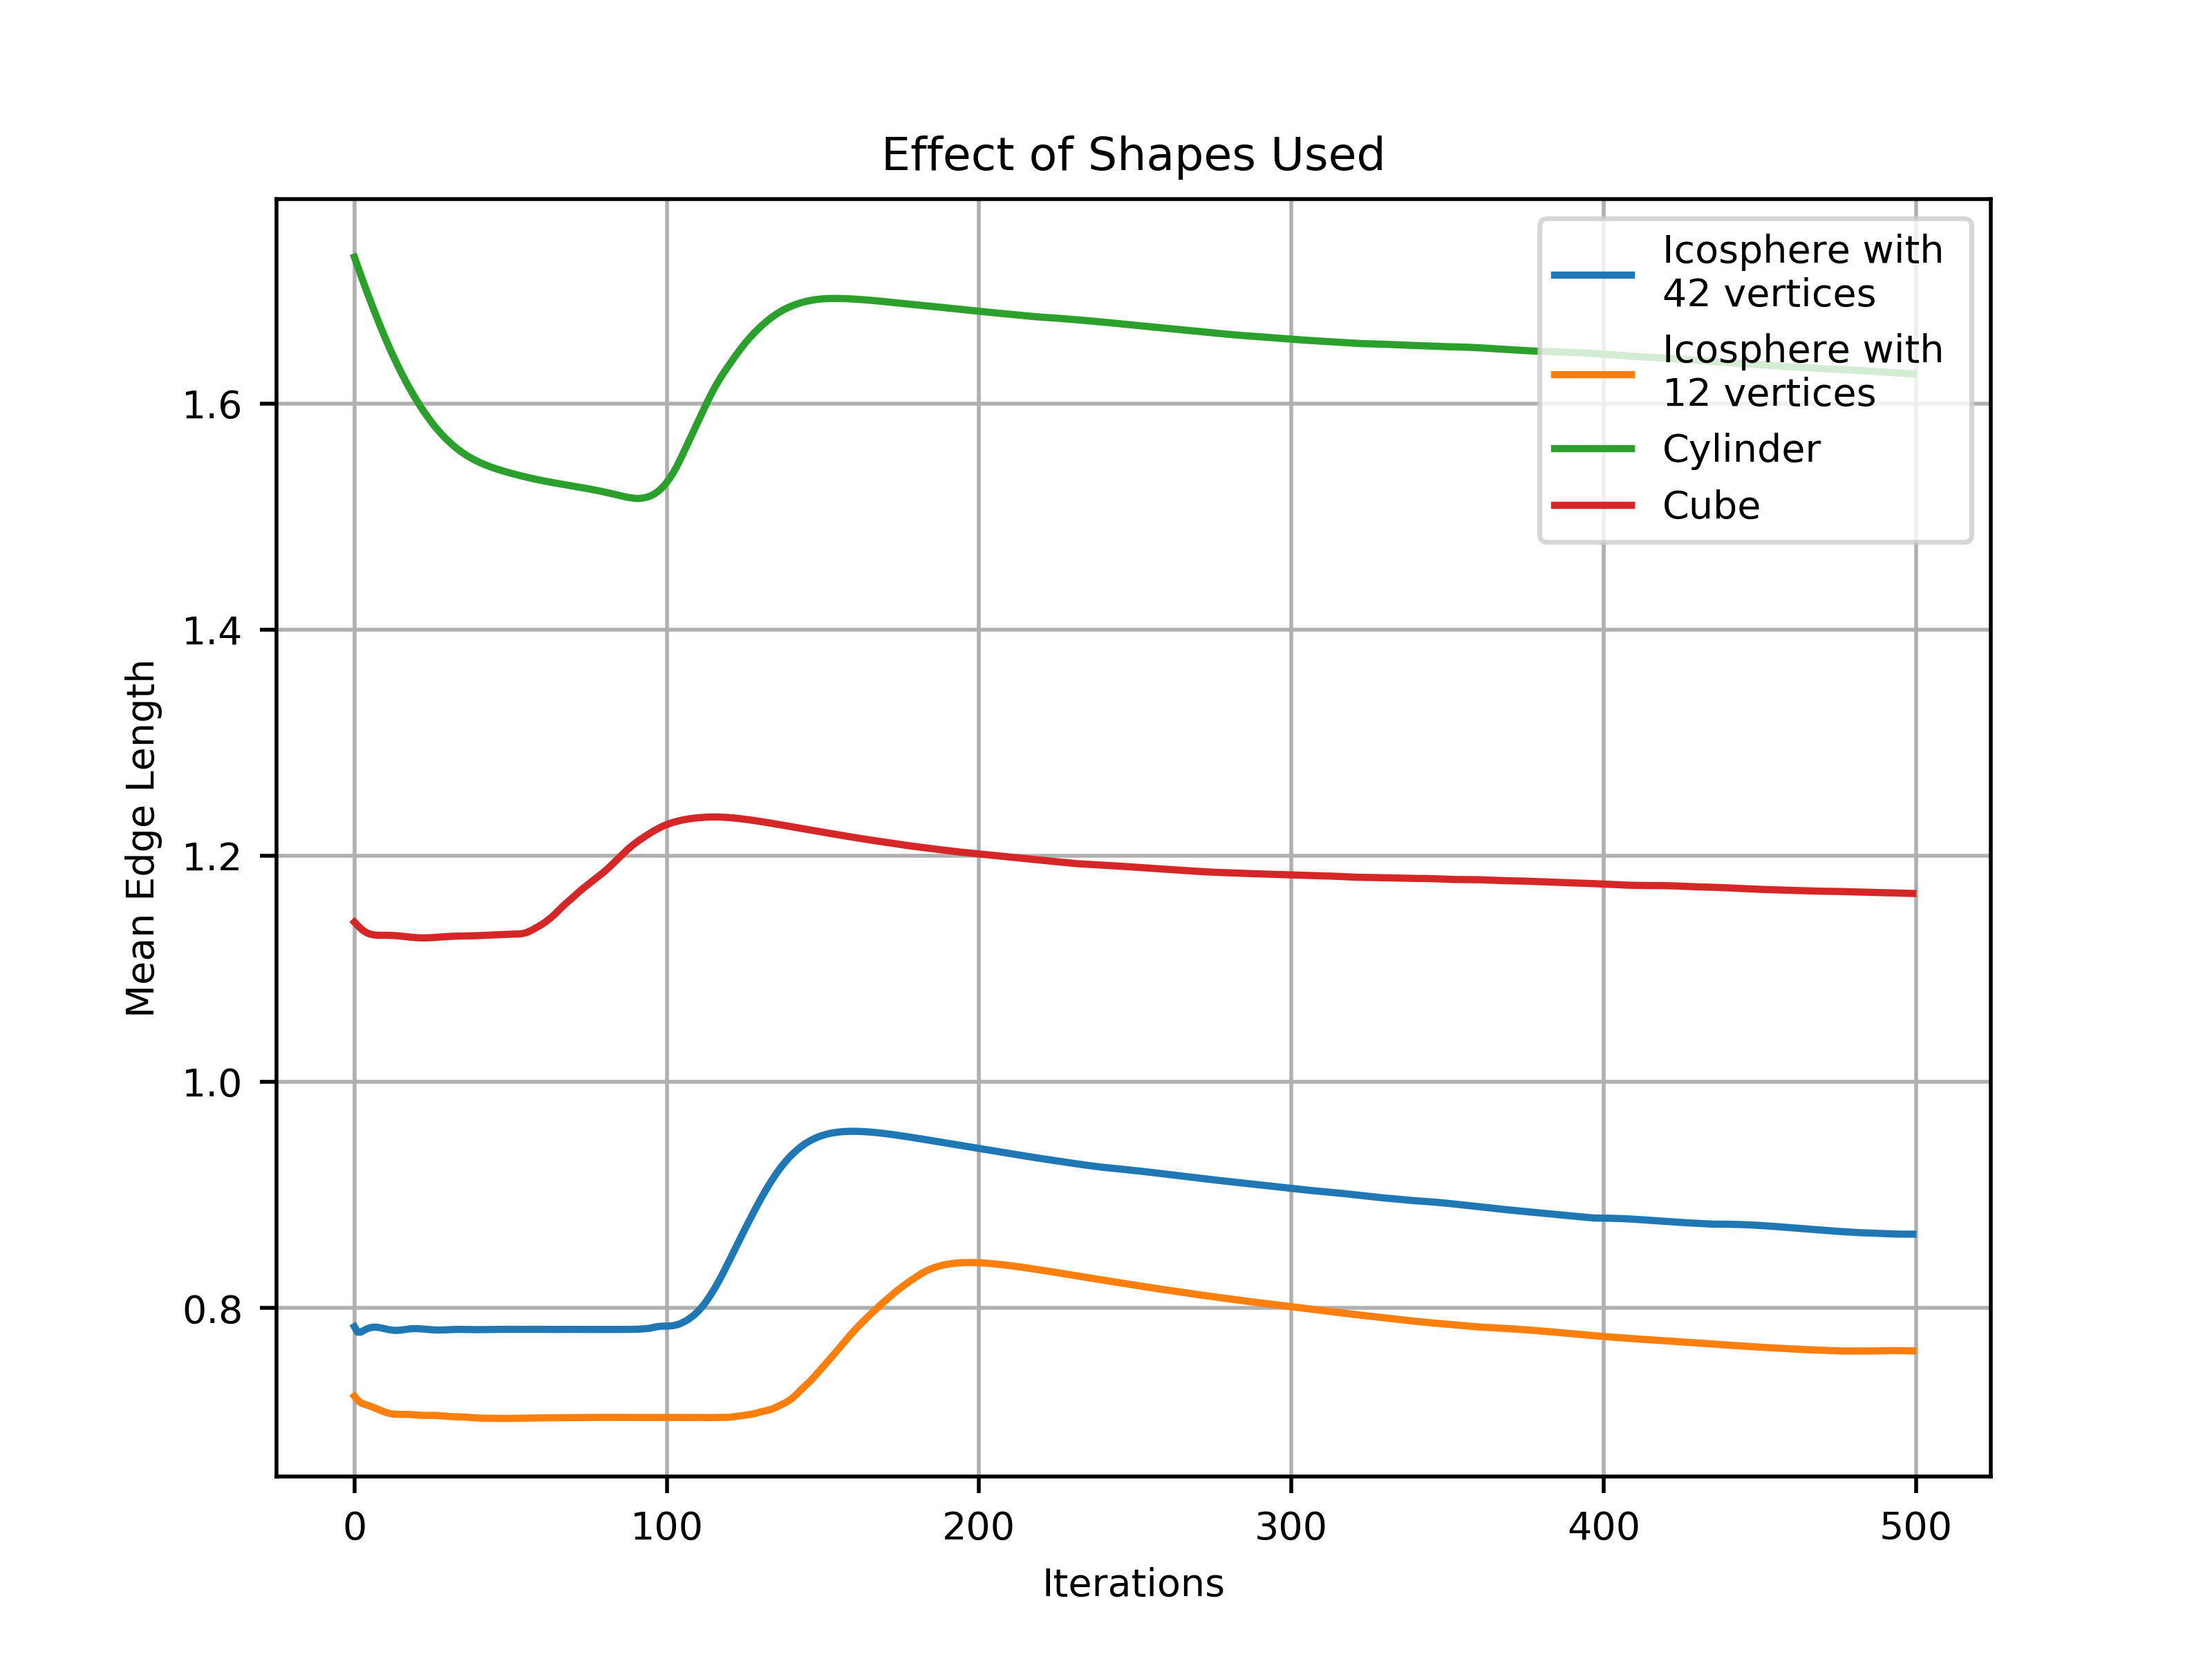 Effect of Shapes Used
Icosphere with
42 vertices
Icosphere with
12 vertices
Cylinder
Cube
Mean Edge Length
1.6
1.4
1.2
1.0
0.8
0
100
200
300
400
500
Iterations